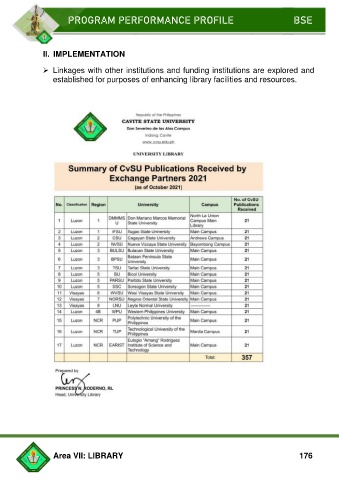 PROGRAM PERFORMANCE PROFILE BSE
II. IMPLEMENTATION
➢ Linkages with other institutions and funding institutions are explored and
established for purposes of enhancing library facilities and resources.
Republic of the Philippines
CAVITE STATE UNIVERSITY
Don Severino de las Alas Campus
Indang, Cavite
www.cvsu.edu.ph
UNIVERSITY LIBRARY
Summary of CvSU Publications Received by
Exchange Partners 2021
(as of October 2021)
No. Classification Region University Campus No. of CvSU Publications Received
1 Luzon 1 DMMMSU Don Mariano Marcos Memorial State University North La Union Campus Main Library 21
2 Luzon 1 IFSU Ifugao State University Main Campus 21
3 Luzon 2 CSU Cagayan State University Andrews Campus 21
4 Luzon 2 NVSU Nueva Vizcaya State University Bayombong Campus 21
5 Luzon 3 BULSU Bulacan State University Main Campus 21
6 Luzon 3 BPSU Bataan Peninsula State University Main Campus 21
7 Luzon 3 TSU Tarlac State University Main Campus 21
8 Luzon 5 BU Bicol University Main Campus 21
9 Luzon 5 PARSU Partido State University Main Campus 21
10 Luzon 5 SSC Sorsogon State University Main Campus 21
11 Visayas 6 WVSU West Visayas State University Main Campus 21
12 Visayas 7 NORSU Negros Oriental State University Main Campus 21
13 Visayas 8 LNU Leyte Normal University 21
14 Luzon 4B WPU Western Philippines University Main Campus 21
15 Luzon NCR PUP Polytechnic University of the Philippines Main Campus 21
16 Luzon NCR TUP Technological University of the Philippines Manila Campus 21
17 Luzon NCR EARIST Eulogio "Amang" Rodriguez Institute of Science and Technology Main Campus 21
Total: 357
Prepared by
PRINCESS N. KODERNO, RL
Head, University Library
Area VII: LIBRARY 176